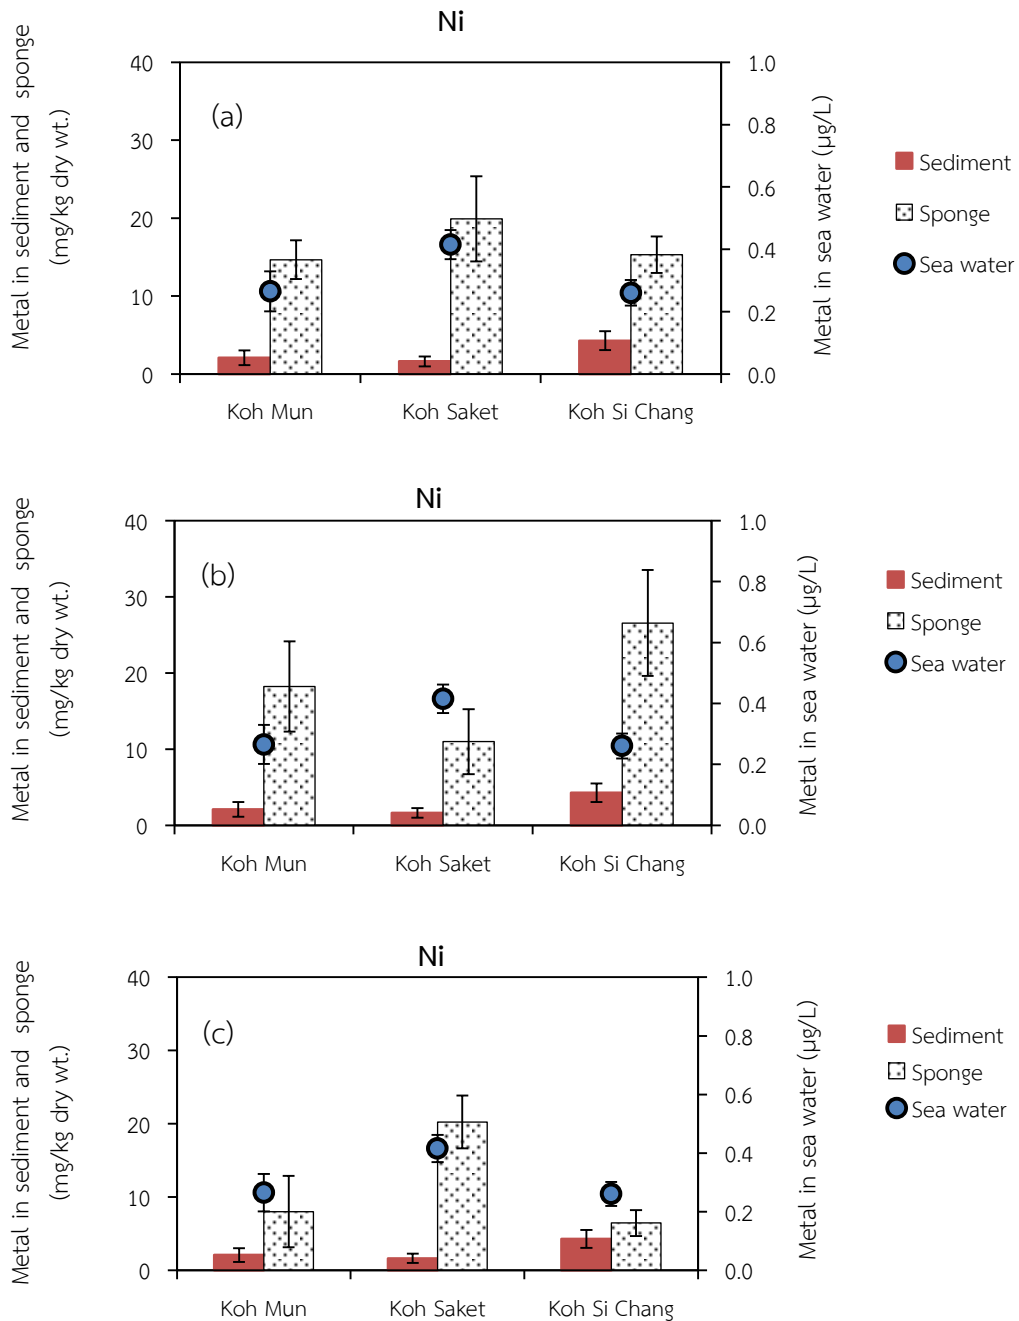 Ni
Metal in sediment and sponge
(mg/kg dry wt.)
40
30
20
10
0
(a)
1.0
0.8
0.6
0.4
0.2
0.0
Metal in sea water (µg/L)
Sediment
Sponge
Sea water
Koh Mun
Koh Saket
Koh Si Chang
Ni
Metal in sediment and sponge
(mg/kg dry wt.)
40
30
20
10
0
(b)
1.0
0.8
0.6
0.4
0.2
0.0
Metal in sea water (µg/L)
Sediment
Sponge
Sea water
Koh Mun
Koh Saket
Koh Si Chang
Ni
Metal in sediment and sponge
(mg/kg dry wt.)
40
30
20
10
0
(c)
1.0
0.8
0.6
0.4
0.2
0.0
Metal in sea water (µg/L)
Sediment
Sponge
Sea water
Koh Mun
Koh Saket
Koh Si Chang